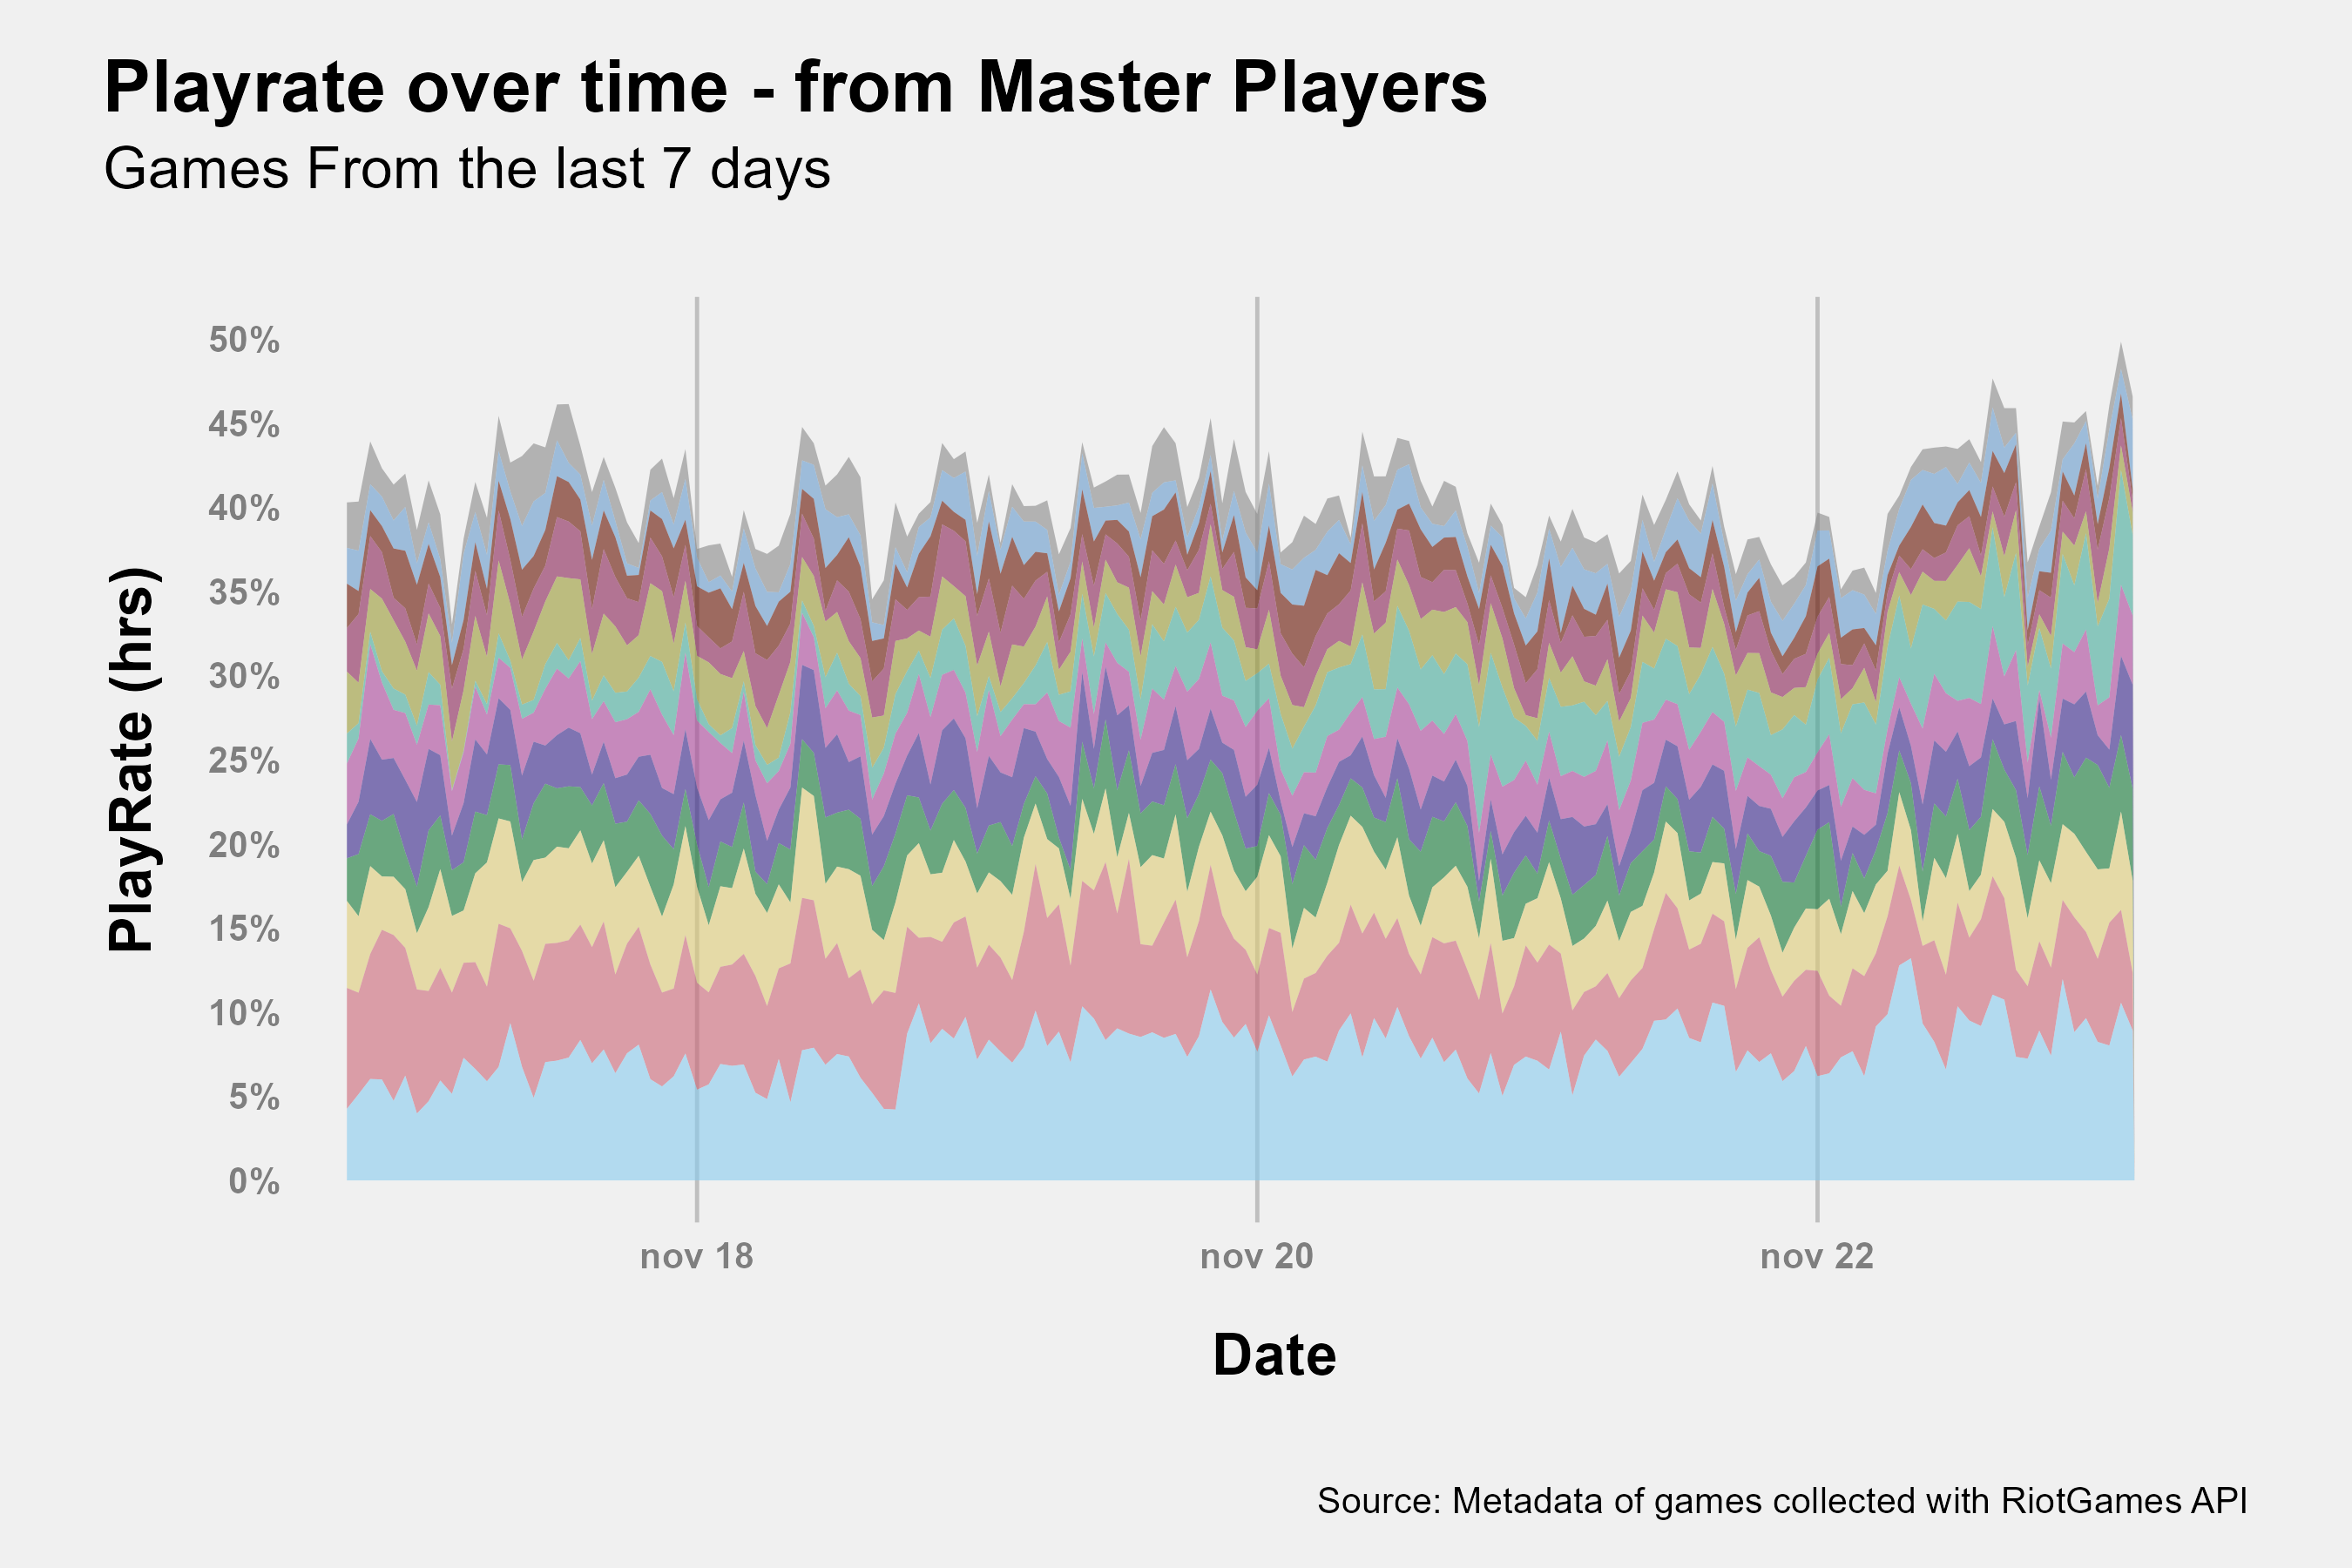 Playrate over time - from Master Players
Games From the last 7 days
PlayRate (hrs)
50%
45%
40%
35%
30%
25%
20%
15%
10%
5%
0%
nov 18
nov 20
nov 22
Date
Source: Metadata of games collected with RiotGames API